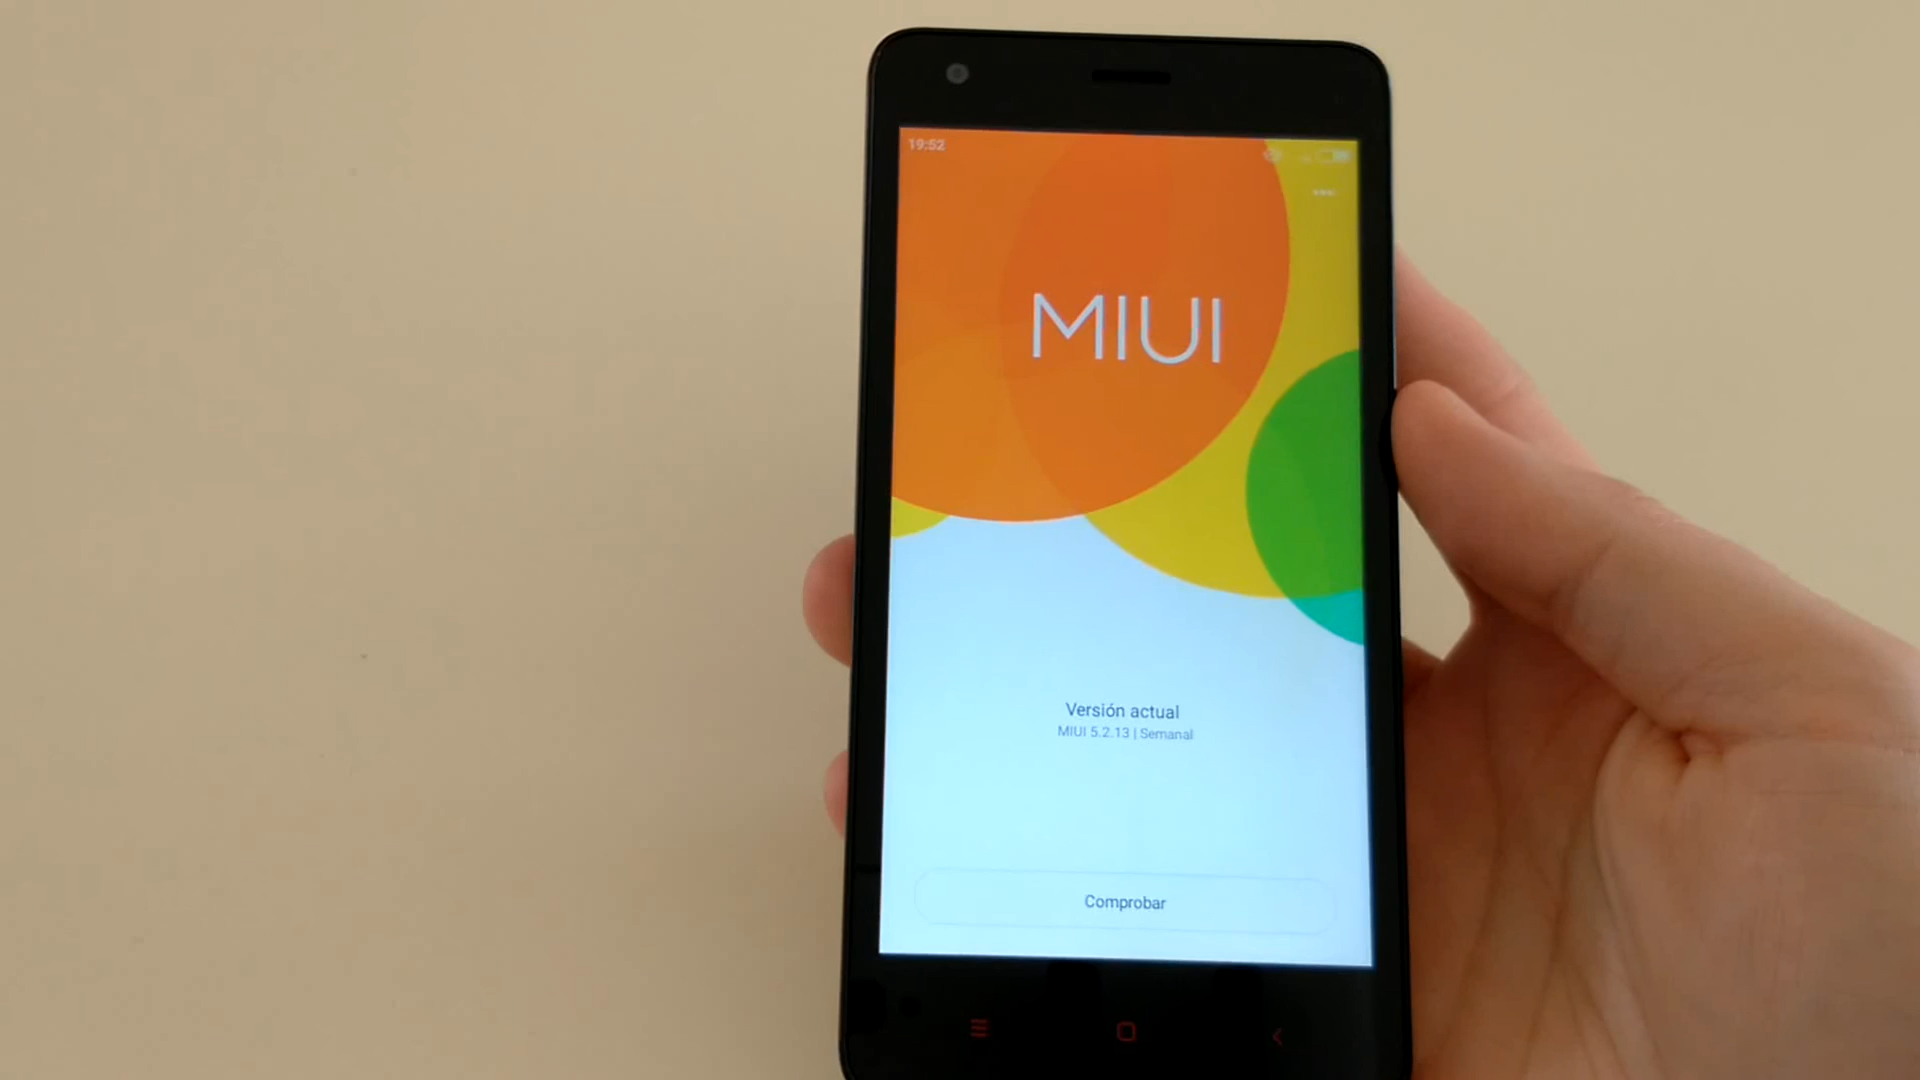 19:52
MIUI
Versión actual
MIUI 5.2.13 | Semanal
Comprobar